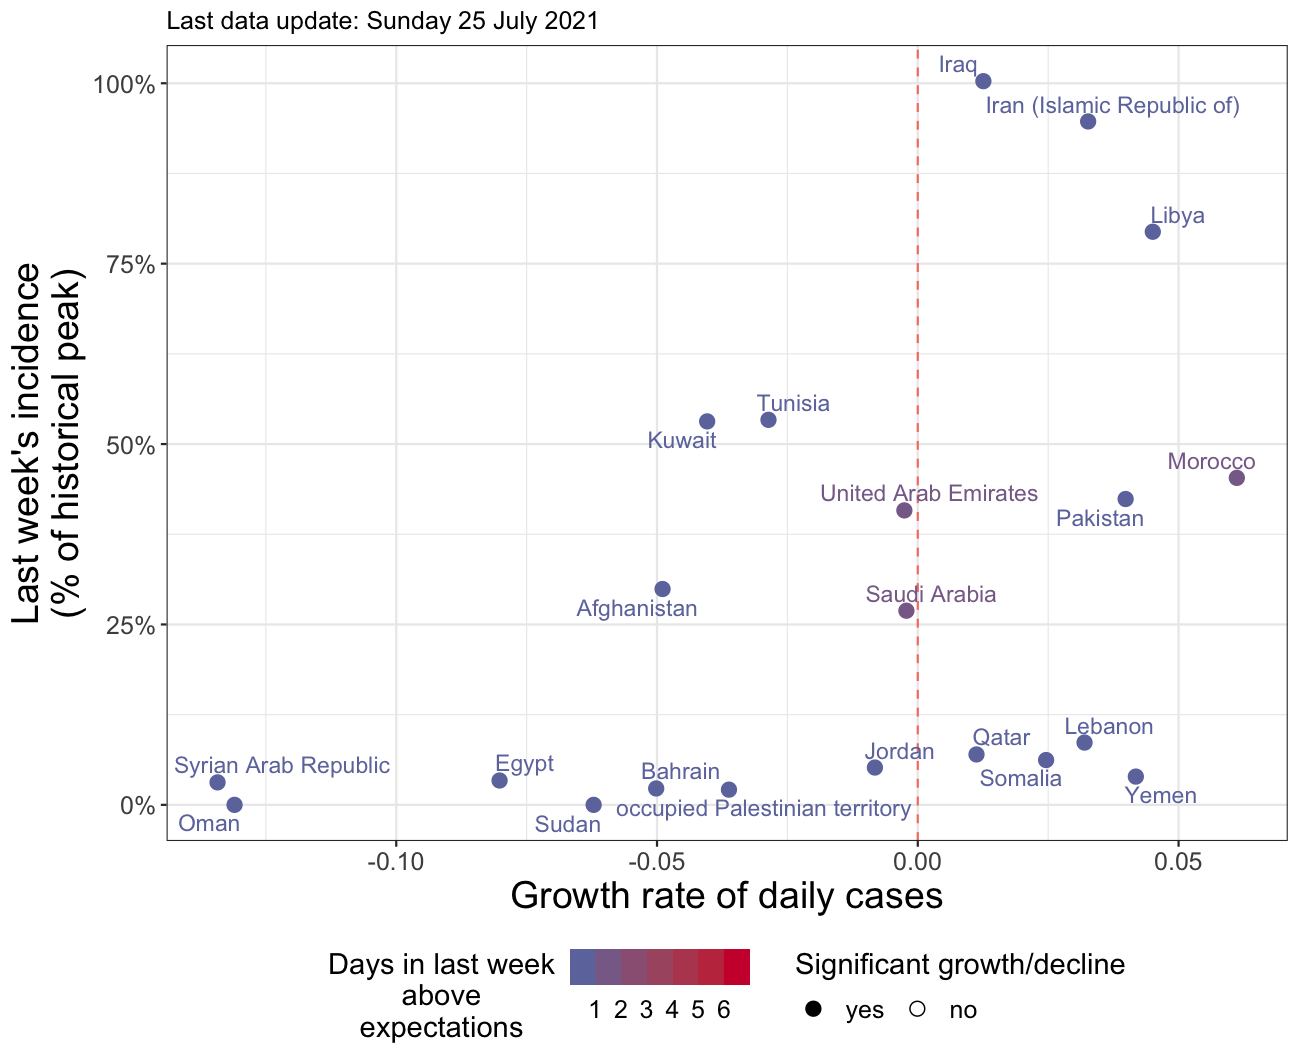 Last data update: Sunday 25 July 2021
Last week's incidence
(% of historical peak)
100%
75%
50%
25%
0%
Iraq
Iran (Islamic Republic of)
Libya
Tunisia
Kuwait
Morocco
United Arab Emirates
Pakistan
Saudi Arabia
Afghanistan
Lebanon
Qatar
Jordan
Syrian Arab Republic
Egypt
Bahrain
Somalia
Yemen
occupied Palestinian territory
Oman
Sudan
-0.10 -0.05 0.00 0.05
Growth rate of daily cases
Days in last week
above
expectations
1 2 3 4 5 6
Significant growth/decline
yes no